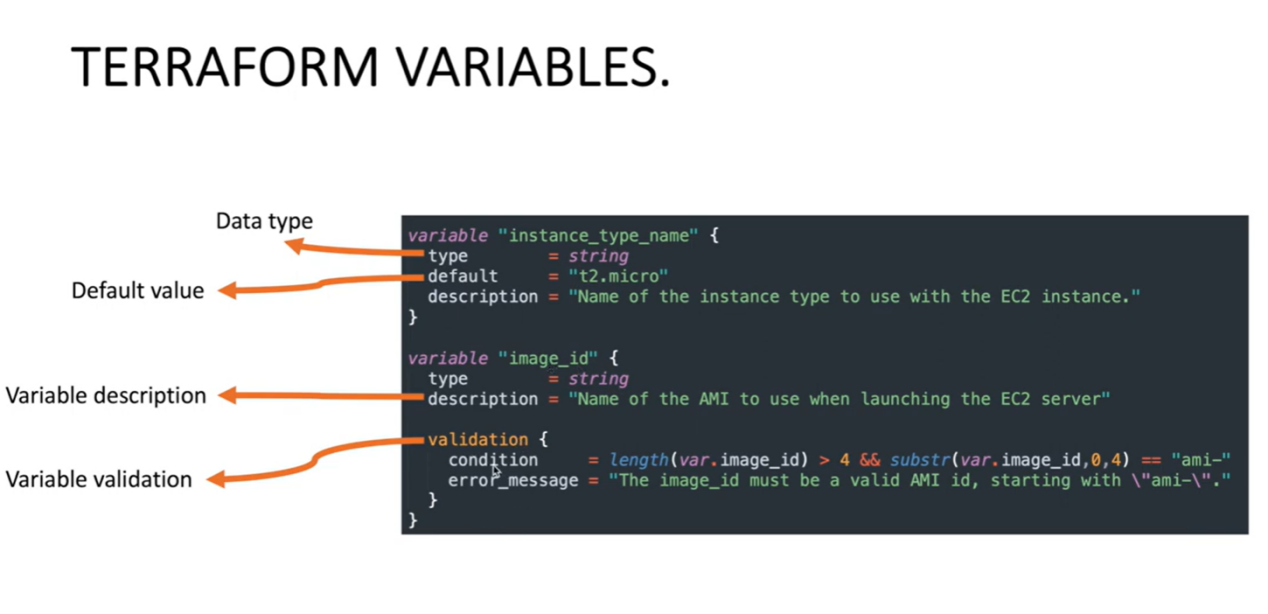 TERRAFORM VARIABLES.
Data type
Default value
Variable description
Variable validation
variable "instance_type_name" {
  type        = string
  default     = "t2.micro"
  description = "Name of the instance type to use with the EC2 instance."
}
variable "image_id" {
  type        = string
  description = "Name of the AMI to use when launching the EC2 server"
  validation {
    condition     = length(var.image_id) > 4 && substr(var.image_id,0,4) == "ami-"
    error_message = "The image_id must be a valid AMI id, starting with \"ami-\"."
  }
}